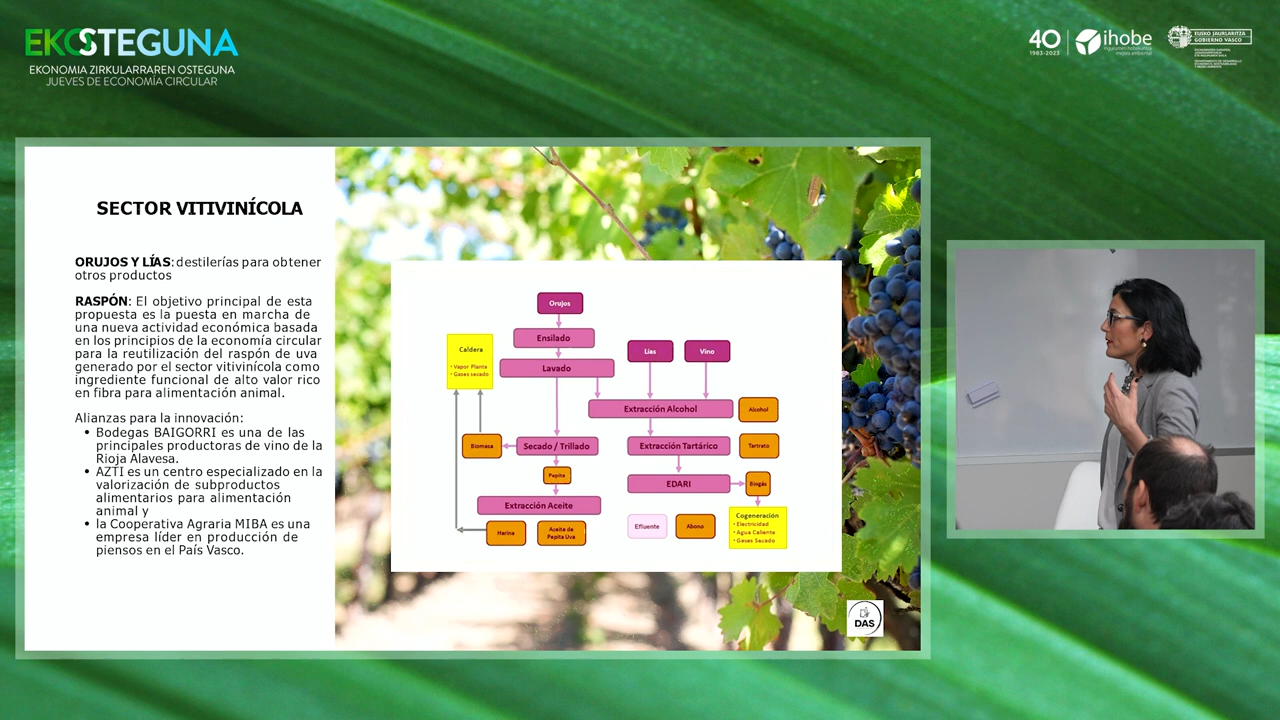 EKOSTEGUNA
EKONOMIA ZIRKULARRAREN OSTEGUNA
JUEVES DE ECONOMÍA CIRCULAR
40
1983-2023
ihobe
EUSKO JAURLARITZA
GOBIERNO VASCO
SECTOR VITIVINÍCOLA
ORUJOS Y LÍAS: destilerías para obtener
otros productos
RASPÓN: El objetivo principal de esta
propuesta es la puesta en marcha de
una nueva actividad económica basada
en los principios de la economía circular
para la reutilización del raspón de uva
generado por el sector vitivinícola como
ingrediente funcional de alto valor rico
en fibra para alimentación animal.
Alianzas para la innovación:
• Bodegas BAIGORRI es una de las
principales productoras de vino de la
Rioja Alavesa.
• AZTI es un centro especializado en la
valorización de subproductos
alimentarios para alimentación
animal y
• la Cooperativa Agraria MIBA es una
empresa líder en producción de
piensos en el País Vasco.
Orujos
Ensilado
Caldera
• Vapor Planta
• Gases secado
Lavado
Lías
Vino
Extracción Alcohol
Alcohol
Biomasa
Secado / Trillado
Extracción Tartárico
Tartrato
Pepita
EDARI
Biogás
Extracción Aceite
Harina
Aceite de
Pepita Uva
Efluente
Abono
Cogeneración
• Electricidad
• Agua Caliente
• Gases Secado
DAS